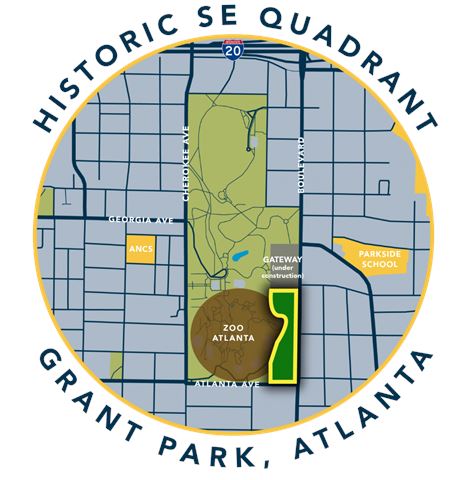 HISTORIC SE QUADRANT
20
CHEROKEE AVE
BOULEVARD
GEORGIA AVE
ANCS
GATEWAY
(under
construction)
PARKSIDE
SCHOOL
ZOO
ATLANTA
ATLANTA AVE
GRANT PARK, ATLANTA